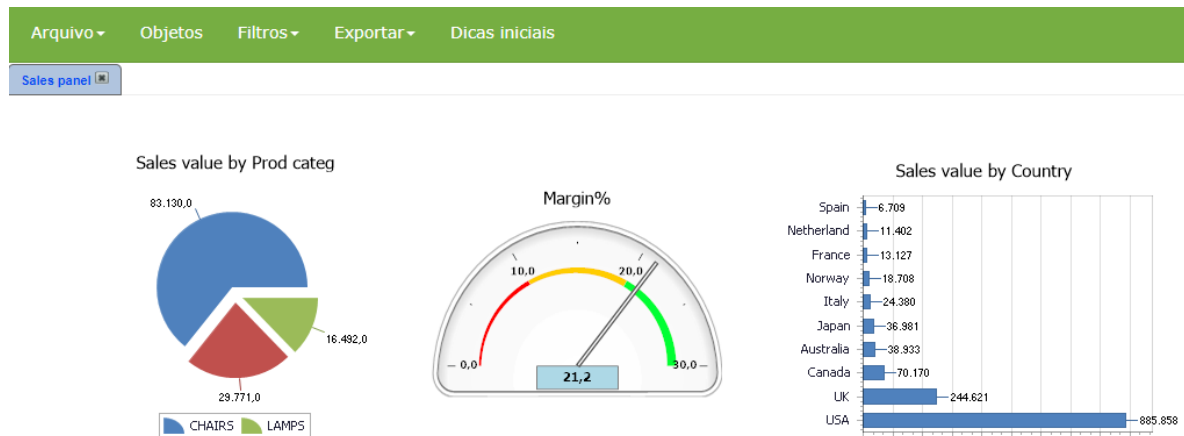 Arquivo Objetos Filtros Exportar Dicas iniciais
Sales panel
Sales value by Prod categ
83.130,0
16.492,0
29.771,0
CHAIRS LAMPS
Margin%
10,0 20,0
0,0 30,0
21,2
Sales value by Country
Spain 6.709
Netherland 11.402
France 13.127
Norway 18.708
Italy 24.380
Japan 36.981
Australia 38.933
Canada 70.170
UK 244.621
USA 885.858